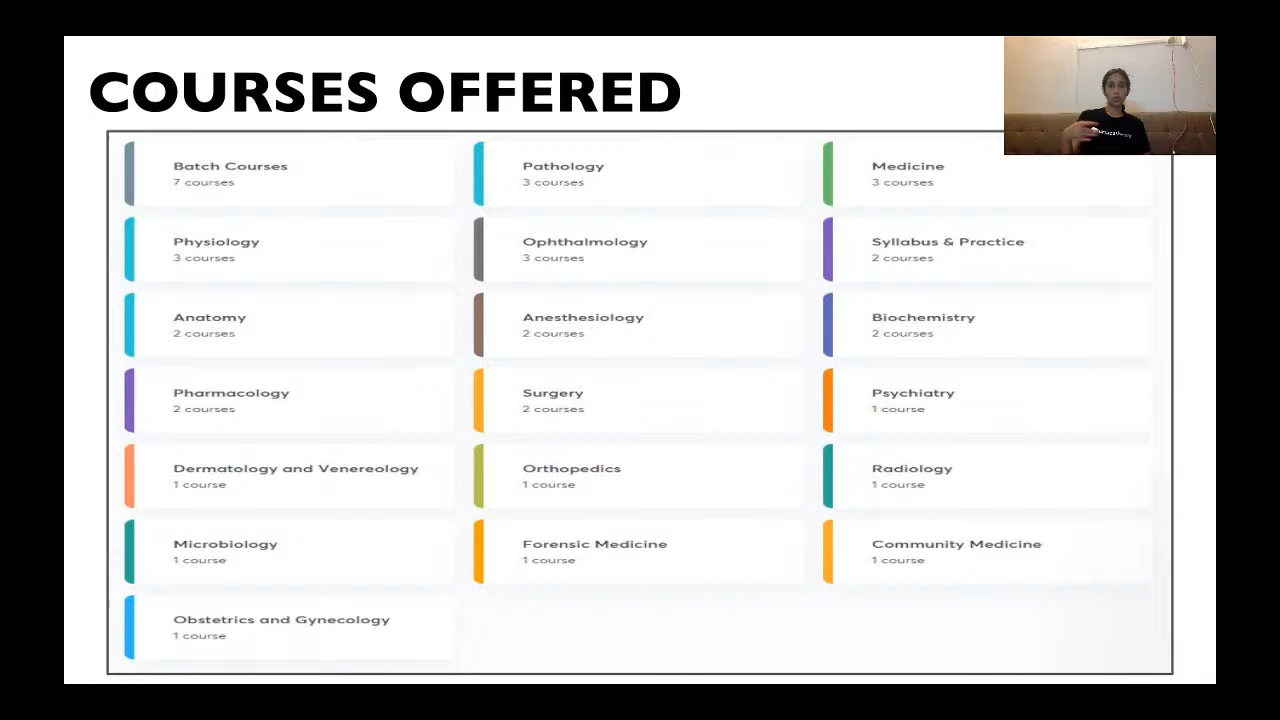 COURSES OFFERED
Batch Courses
7 courses
Pathology
3 courses
Medicine
3 courses
Physiology
3 courses
Ophthalmology
3 courses
Syllabus & Practice
2 courses
Anatomy
2 courses
Anesthesiology
2 courses
Biochemistry
2 courses
Pharmacology
2 courses
Surgery
2 courses
Psychiatry
1 course
Dermatology and Venereology
1 course
Orthopedics
1 course
Radiology
1 course
Microbiology
1 course
Forensic Medicine
1 course
Community Medicine
1 course
Obstetrics and Gynecology
1 course